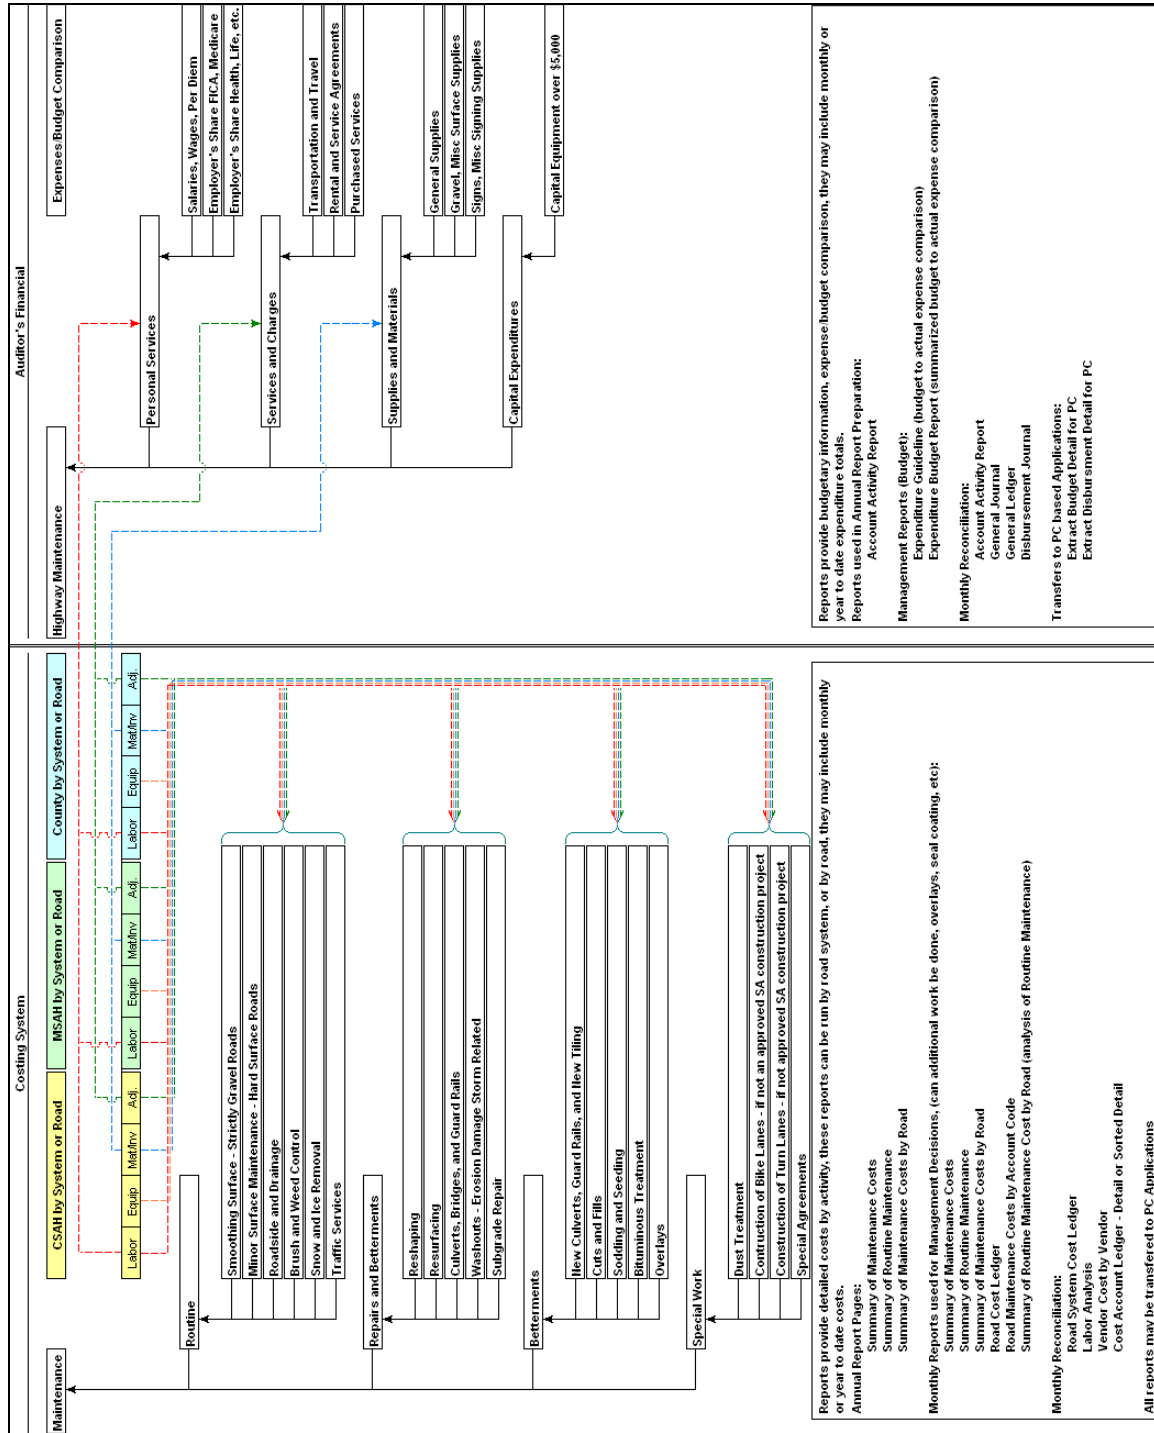 Costing System
Auditor's Financial
Maintenance
CSAH by System or Road
MSAH by System or Road
County by System or Road
Highway Maintenance
Expenses/Budget Comparison
Labor
Equip
Mat/Inv
Adj.
Labor
Equip
Mat/Inv
Adj.
Labor
Equip
Mat/Inv
Adj.
Routine
Smoothing Surface - Strictly Gravel Roads
Minor Surface Maintenance - Hard Surface Roads
Roadside and Drainage
Brush and Weed Control
Snow and Ice Removal
Traffic Services
Repairs and Betterments
Reshaping
Resurfacing
Culverts, Bridges, and Guard Rails
Washouts - Erosion Damage Storm Related
Subgrade Repair
Betterments
New Culverts, Guard Rails, and New Tiling
Cuts and Fills
Sodding and Seeding
Bituminous Treatment
Overlays
Special Work
Dust Treatment
Contruction of Bike Lanes - if not an approved SA construction project
Construction of Turn Lanes - if not approved SA construction project
Special Agreements
Personal Services
Salaries, Wages, Per Diem
Employer's Share FICA, Medicare
Employer's Share Health, Life, etc.
Services and Charges
Transportation and Travel
Rental and Service Agreements
Purchased Services
Supplies and Materials
General Supplies
Gravel, Misc Surface Supplies
Signs, Misc Signing Supplies
Capital Expenditures
Capital Equipment over $5,000
Reports provide detailed costs by activity, these reports can be run by road system, or by road, they may include monthly
or year to date costs.
Annual Report Pages:
Summary of Maintenance Costs
Summary of Routine Maintenance
Summary of Maintenance Costs by Road
Monthly Reports used for Management Decisions, (can additional work be done, overlays, seal coating, etc):
Summary of Maintenance Costs
Summary of Routine Maintenance
Summary of Maintenance Costs by Road
Road Cost Ledger
Road Maintenance Costs by Account Code
Summary of Routine Maintenance Cost by Road (analysis of Routine Maintenance)
Monthly Reconciliation:
Road System Cost Ledger
Labor Analysis
Vendor Cost by Vendor
Cost Account Ledger - Detail or Sorted Detail
All reports may be transferred to PC Applications
Reports provide budgetary information, expense/budget comparison, they may include monthly or
year to date expenditure totals.
Reports used in Annual Report Preparation:
Account Activity Report
Management Reports (Budget):
Expenditure Guideline (budget to actual expense comparison)
Expenditure Budget Report (summarized budget to actual expense comparison)
Monthly Reconciliation:
Account Activity Report
General Journal
General Ledger
Disbursement Journal
Transfers to PC based Applications:
Extract Budget Detail for PC
Extract Disbursment Detail for PC